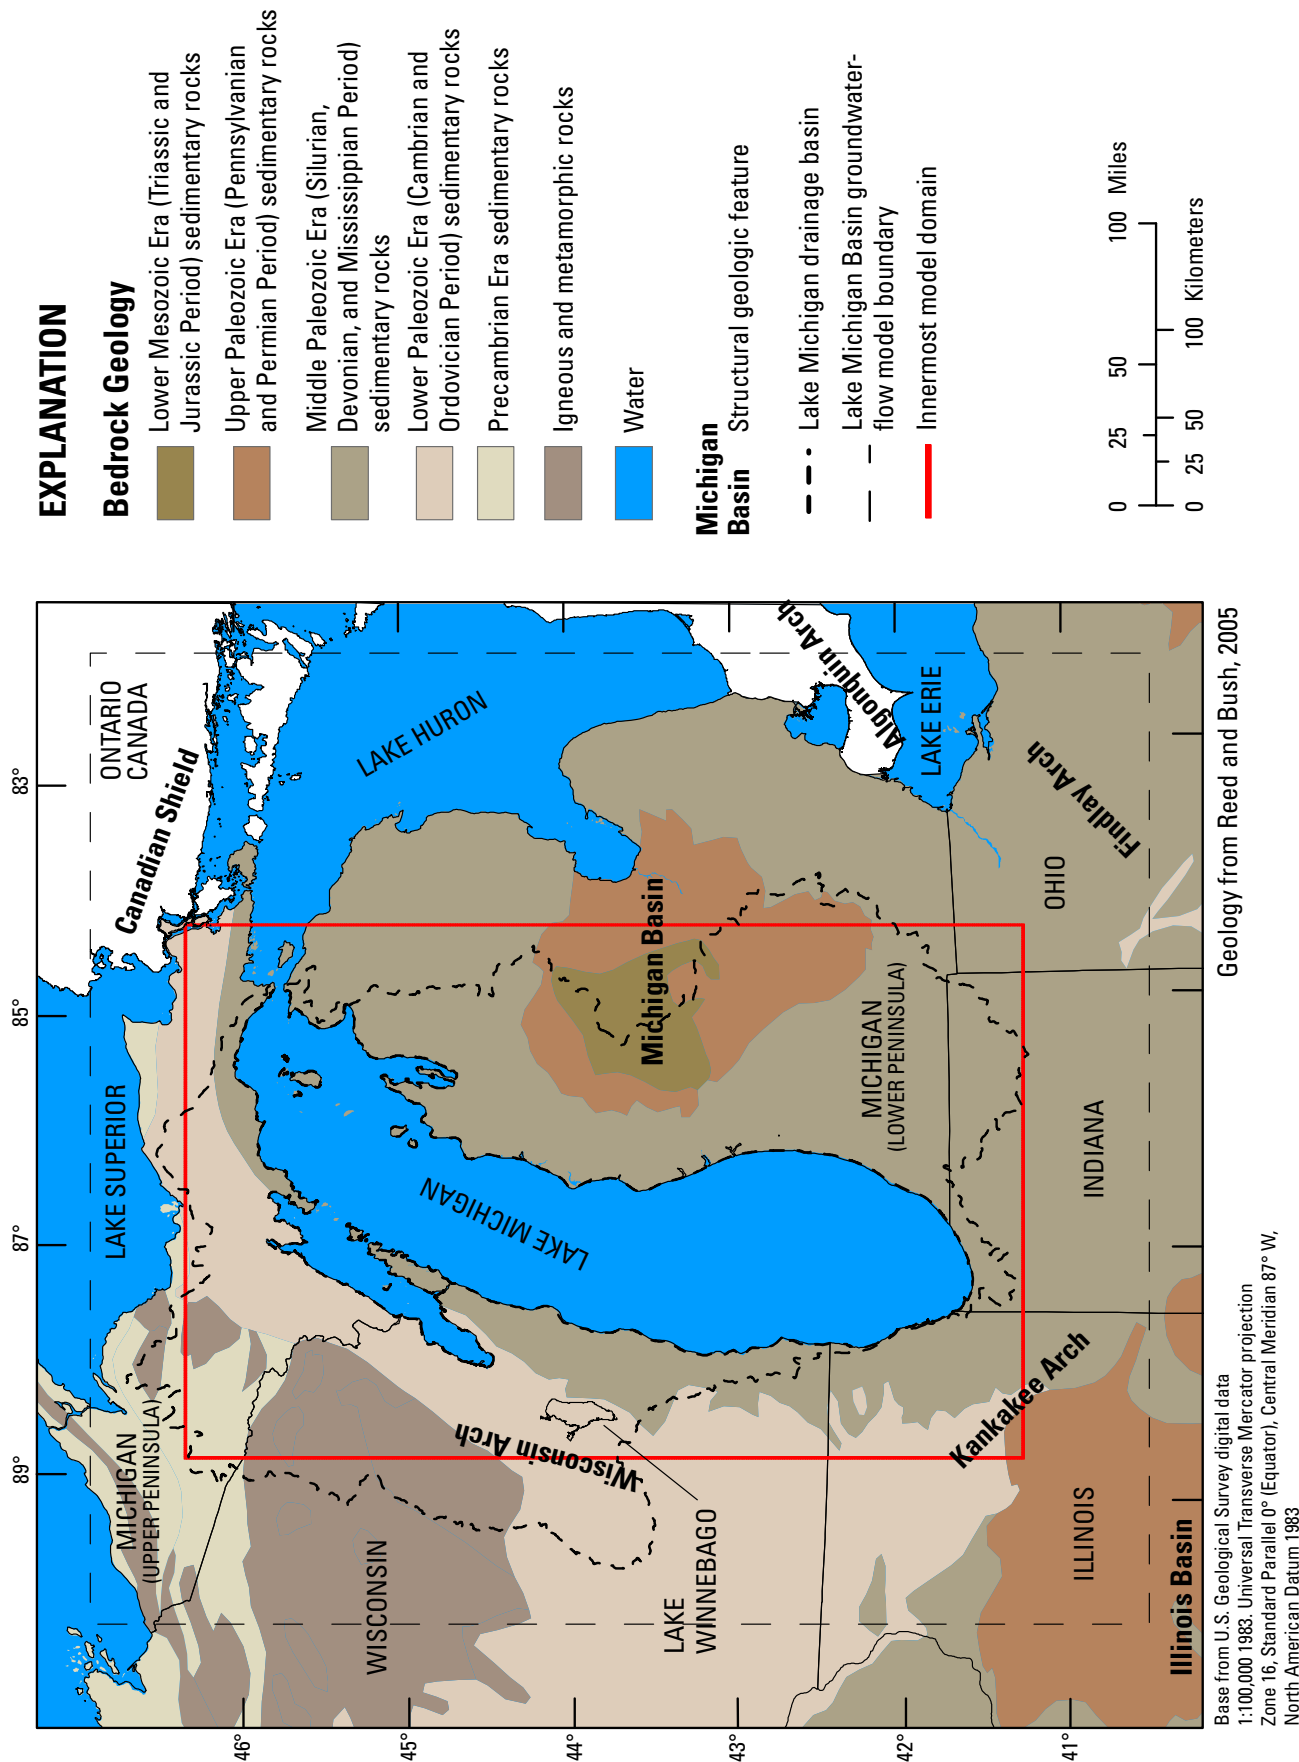 83°
85°
87°
89°
46°
45°
44°
43°
42°
41°
ONTARIO
CANADA
Canadian Shield
LAKE SUPERIOR
MICHIGAN
(UPPER PENINSULA)
LAKE HURON
LAKE MICHIGAN
WISCONSIN
Wisconsin Arch
LAKE
WINNEBAGO
Michigan Basin
MICHIGAN
(LOWER PENINSULA)
Algonquin Arch
LAKE ERIE
Findlay Arch
OHIO
INDIANA
Kankakee Arch
ILLINOIS
Illinois Basin
Base from U.S. Geological Survey digital data
1:100,000 1983. Universal Transverse Mercator projection
Zone 16, Standard Parallel 0° (Equator), Central Meridian 87° W,
North American Datum 1983
Geology from Reed and Bush, 2005
EXPLANATION
Bedrock Geology
Lower Mesozoic Era (Triassic and
Jurassic Period) sedimentary rocks
Upper Paleozoic Era (Pennsylvanian
and Permian Period) sedimentary rocks
Middle Paleozoic Era (Silurian,
Devonian, and Mississippian Period)
sedimentary rocks
Lower Paleozoic Era (Cambrian and
Ordovician Period) sedimentary rocks
Precambrian Era sedimentary rocks
Igneous and metamorphic rocks
Water
Michigan
Basin Structural geologic feature
Lake Michigan drainage basin
Lake Michigan Basin groundwater-
flow model boundary
Innermost model domain
0 25 50 100 Miles
0 25 50 100 Kilometers